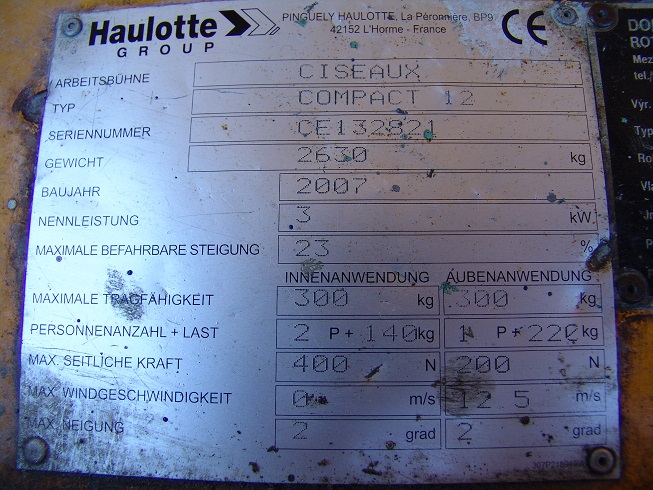 Haulotte
GROUP
PINGUELY HAULOTTE, La Péronnière, BP9
42152 L'Horme - France
CE
ARBEITSBÜHNE CISEAUX
TYP COMPACT 12
SERIENNUMMER CE132821
GEWICHT 2630 kg
BAUJAHR 2007
NENNLEISTUNG 3 kW
MAXIMALE BEFAHRBARE STEIGUNG 23 %
INNENANWENDUNG AUBENANWENDUNG
MAXIMALE TRAGFÄHIGKEIT 300 kg 300 kg
PERSONNENANZAHL + LAST 2 P + 140 kg 1 P + 220 kg
MAX. SEITLICHE KRAFT 400 N 200 N
MAX. WINDGESCHWINDIGKEIT 0 m/s 12.5 m/s
MAX. NEIGUNG 2 grad 2 grad
Výr.